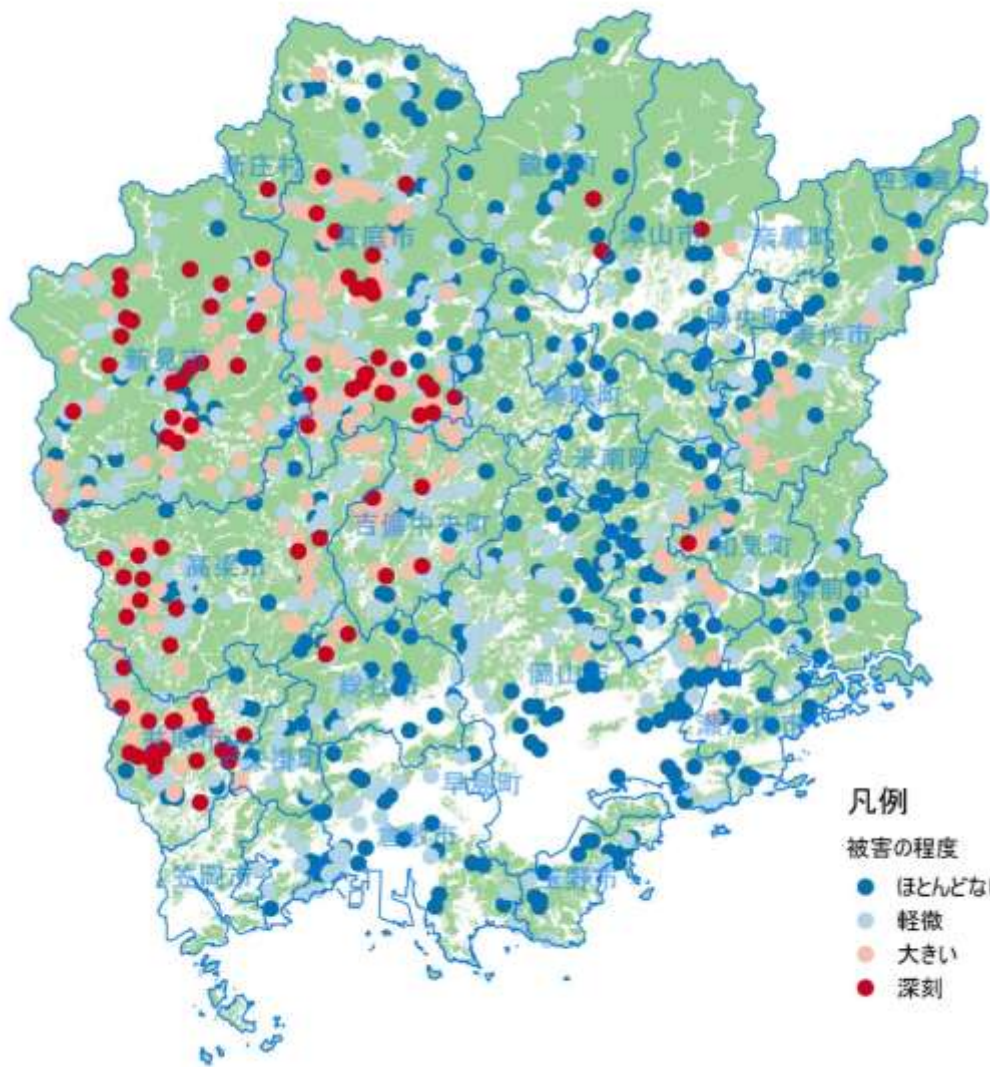 新庄村
鏡野町
西粟倉村
真庭市
津山市
奈義町
勝央町
美作市
新見市
美咲町
久米南町
吉備中央町
和気町
高梁市
備前市
岡山市
総社市
瀬戸内市
井原市
矢掛町
早島町
倉敷市
笠岡市
玉野市
凡例
被害の程度
ほとんどな
軽微
大きい
深刻